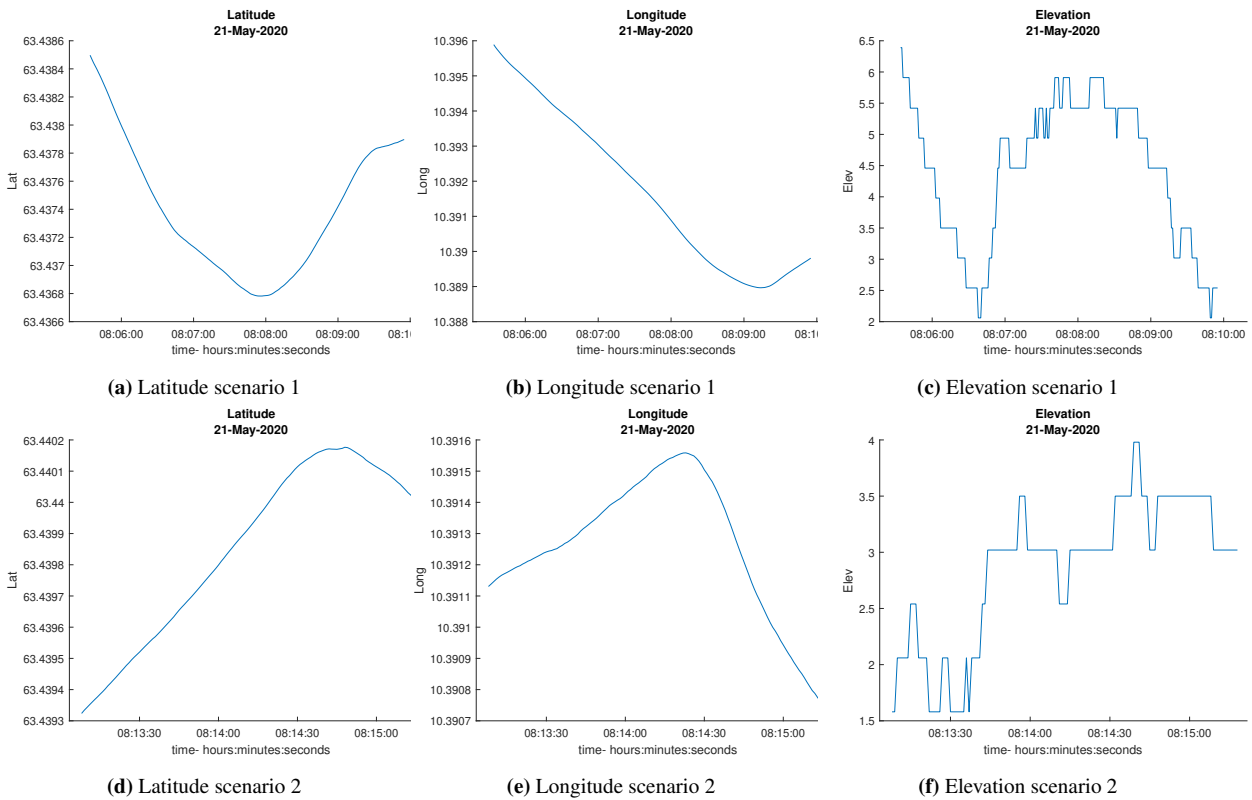 Latitude
21-May-2020
63.4386
63.4384
63.4382
63.438
63.4378
63.4376
63.4374
63.4372
63.437
63.4368
63.4366
Lat
08:06:00 08:07:00 08:08:00 08:09:00 08:1
time- hours:minutes:seconds
(a) Latitude scenario 1
Longitude
21-May-2020
10.396
10.395
10.394
10.393
10.392
10.391
10.39
10.389
10.388
Long
08:06:00 08:07:00 08:08:00 08:09:00 08:1
time- hours:minutes:seconds
(b) Longitude scenario 1
Elevation
21-May-2020
6.5
6
5.5
5
4.5
4
3.5
3
2.5
2
Elev
08:06:00 08:07:00 08:08:00 08:09:00 08:10:00
time- hours:minutes:seconds
(c) Elevation scenario 1
Latitude
21-May-2020
63.4402
63.4401
63.44
63.4399
63.4398
63.4397
63.4396
63.4395
63.4394
63.4393
Lat
08:13:30 08:14:00 08:14:30 08:15:00
time- hours:minutes:seconds
(d) Latitude scenario 2
Longitude
21-May-2020
10.3916
10.3915
10.3914
10.3913
10.3912
10.3911
10.391
10.3909
10.3908
10.3907
Long
08:13:30 08:14:00 08:14:30 08:15:00
time- hours:minutes:seconds
(e) Longitude scenario 2
Elevation
21-May-2020
4
3.5
3
2.5
2
1.5
Elev
08:13:30 08:14:00 08:14:30 08:15:00
time- hours:minutes:seconds
(f) Elevation scenario 2